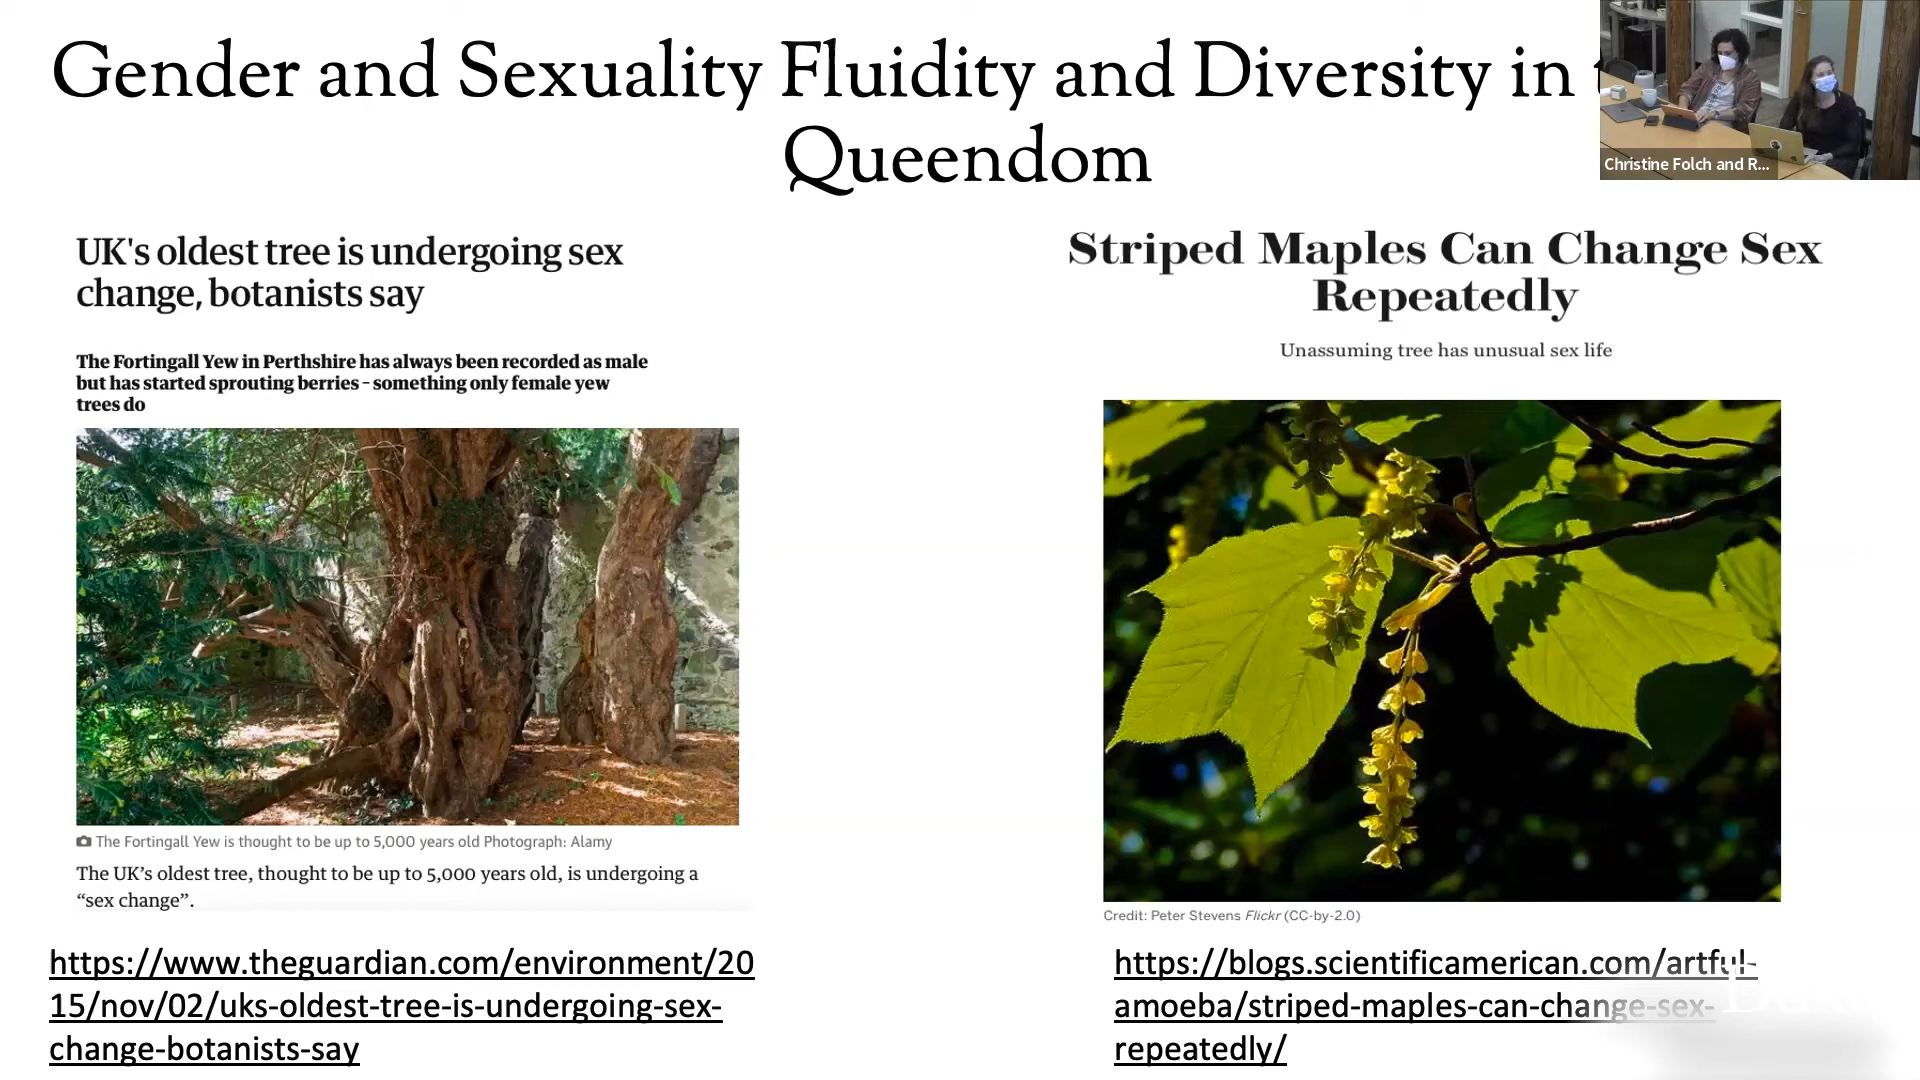 Gender and Sexuality Fluidity and Diversity in
Queendom
Christine Folch and R...
UK's oldest tree is undergoing sex
change, botanists say
The Fortingall Yew in Perthshire has always been recorded as male
but has started sprouting berries – something only female yew
trees do
The Fortingall Yew is thought to be up to 5,000 years old Photograph: Alamy
The UK's oldest tree, thought to be up to 5,000 years old, is undergoing a
“sex change”.
https://www.theguardian.com/environment/20
15/nov/02/uks-oldest-tree-is-undergoing-sex-
change-botanists-say
Striped Maples Can Change Sex
Repeatedly
Unassuming tree has unusual sex life
Credit: Peter Stevens Flickr (CC-by-2.0)
https://blogs.scientificamerican.com/artful-
amoeba/striped-maples-can-change-sex-
repeatedly/